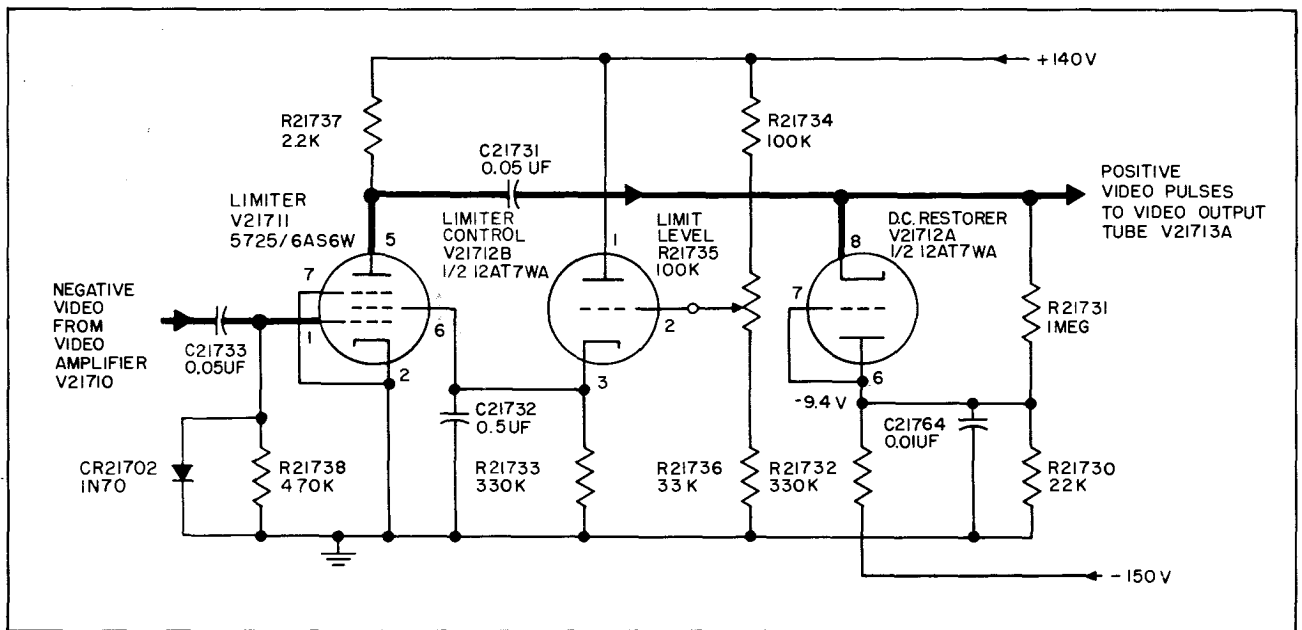 +140V
R21737
2.2K
C21731
0.05 UF
R21734
100K
LIMITER
V21711
5725/6AS6W
5
LIMITER
CONTROL
V21712B
1/2 12AT7WA
1
LIMIT
LEVEL
R21735
100K
8
D.C. RESTORER
V21712A
1/2 12AT7WA
POSITIVE
VIDEO PULSES
TO VIDEO OUTPUT
TUBE V21713A
NEGATIVE
VIDEO
FROM
VIDEO
AMPLIFIER
V21710
C21733
0.05UF
7
1
6
2
2
3
7
6
-9.4 V
R21731
1 MEG
C21732
0.5UF
C21764
0.01UF
CR21702
IN70
R21738
470K
R21733
330K
R21736
33 K
R21732
330K
R21730
22K
-150V